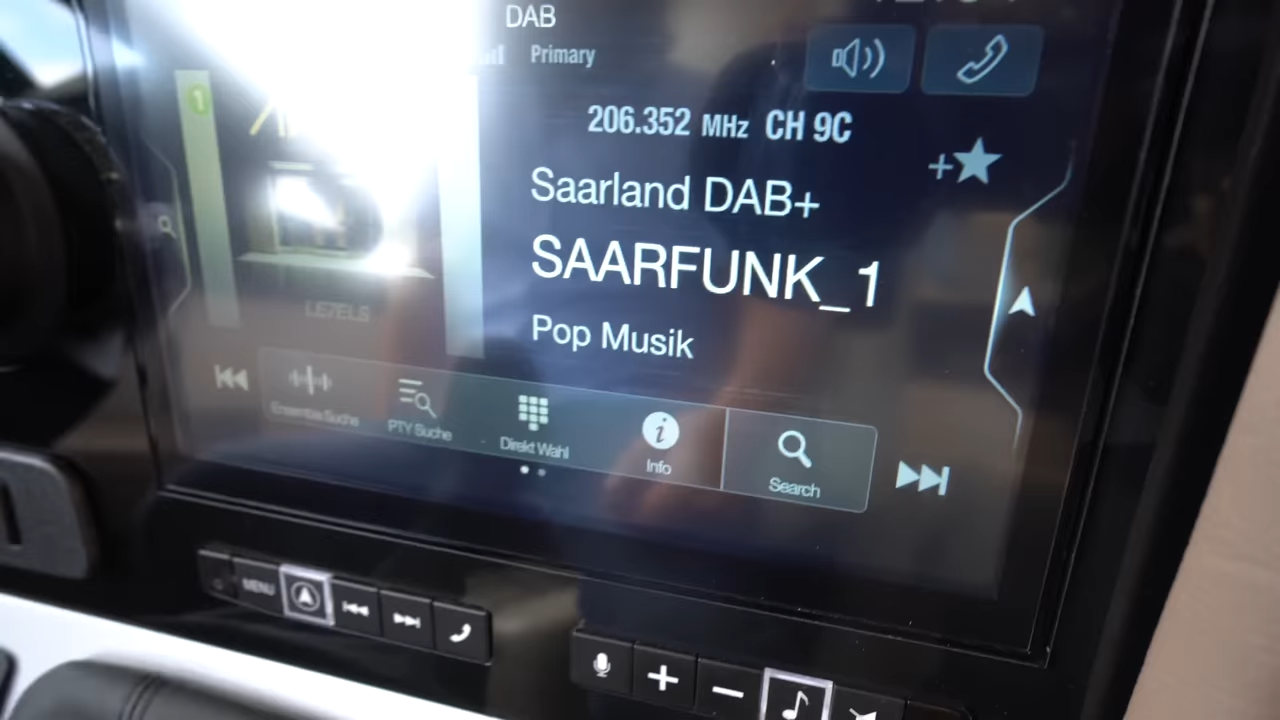 DAB
Primary
1
206.352 MHz CH 9C
Saarland DAB+
SAARFUNK_1
Pop Musik
Ensemble Suche
PTY Suche
Direkt Wahl
Info
Search
MENU